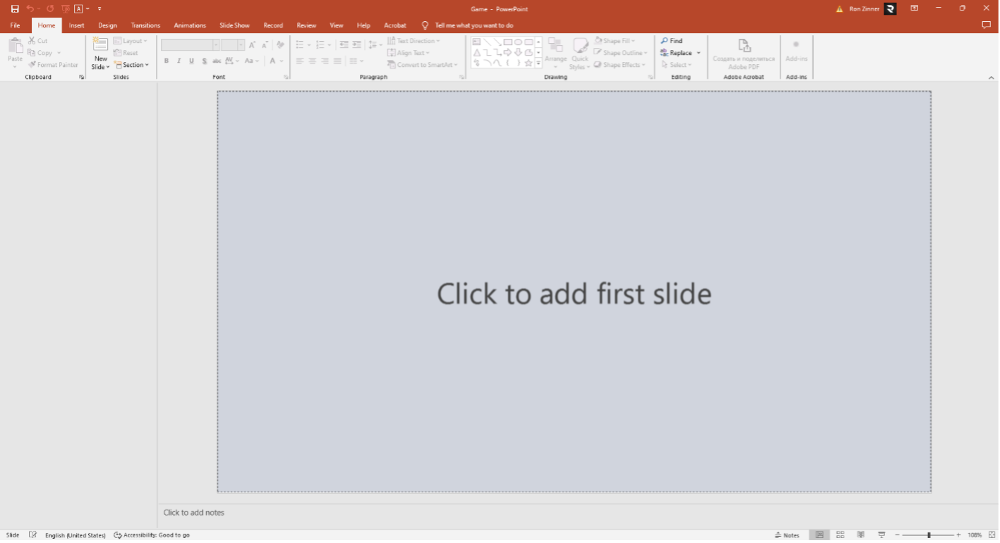 Game - PowerPoint
Ron Zinner
File Home Insert Design Transitions Animations Slide Show Record Review View Help Acrobat Tell me what you want to do
Paste
Cut
Copy
Format Painter
Clipboard
New Slide
Layout
Reset
Section
Slides
B I U S abc AV Aa A
Font
Text Direction
Align Text
Convert to SmartArt
Paragraph
Arrange
Quick Styles
Shape Fill
Shape Outline
Shape Effects
Drawing
Find
Replace
Select
Editing
Создать и поделиться
Adobe PDF
Adobe Acrobat
Add-ins
Add-ins
Click to add first slide
Click to add notes
Slide English (United States) Accessibility: Good to go Notes 108%